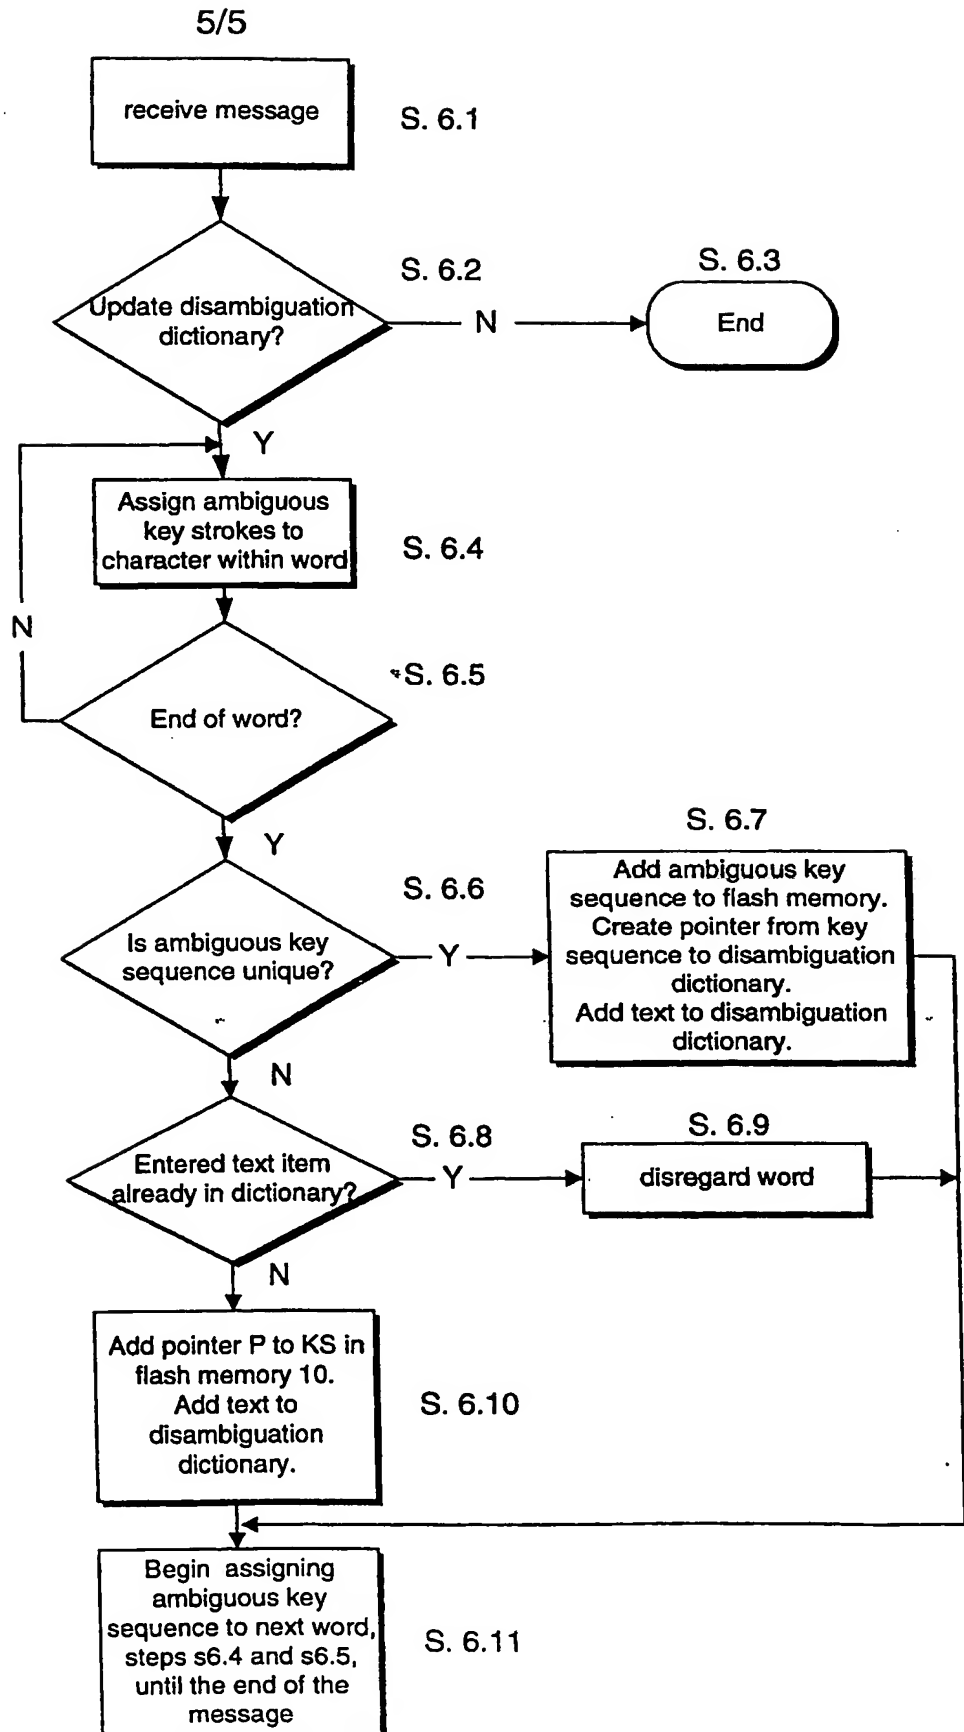 5/5
receive message
S. 6.1
S. 6.2
Update disambiguation
dictionary?
N
S. 6.3
End
Y
Assign ambiguous
key strokes to
character within word
S. 6.4
N
S. 6.5
End of word?
Y
S. 6.6
Is ambiguous key
sequence unique?
Y
S. 6.7
Add ambiguous key
sequence to flash memory.
Create pointer from key
sequence to disambiguation
dictionary.
Add text to disambiguation
dictionary.
N
S. 6.8
Entered text item
already in dictionary?
Y
S. 6.9
disregard word
N
Add pointer P to KS in
flash memory 10.
Add text to
disambiguation
dictionary.
S. 6.10
Begin assigning
ambiguous key
sequence to next word,
steps s6.4 and s6.5,
until the end of the
message
S. 6.11